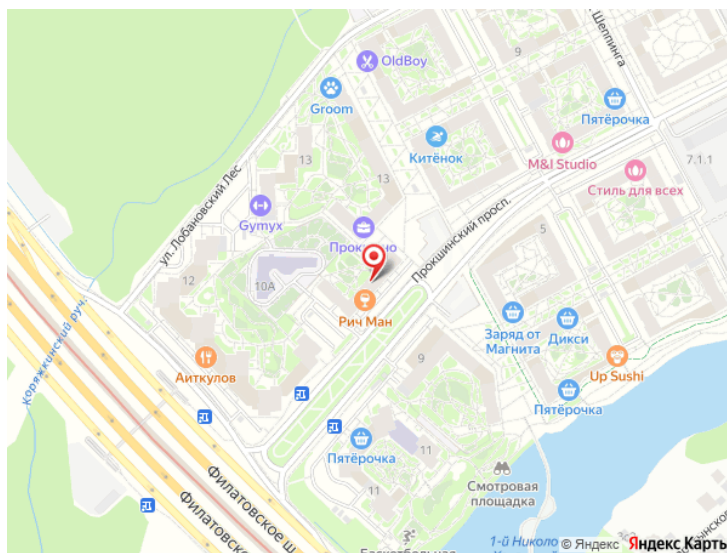 OldBoy
Groom
9
Шеппинга
Пятёрочка
Китёнок
M&I Studio
7.1.1
Стиль для всех
13
13
ул. Лобановский Лес
Gymyx
Прокшинский просп.
5
12
10А
Рич Ман
Заряд от
Магнита
Дикси
Коряжкинский руч.
Аиткулов
9
Up Sushi
Пятёрочка
Пятёрочка
11
11
Смотровая
площадка
Филатовское ш
Филатовское
1-й Николо
© Яндекс Яндекс Карты